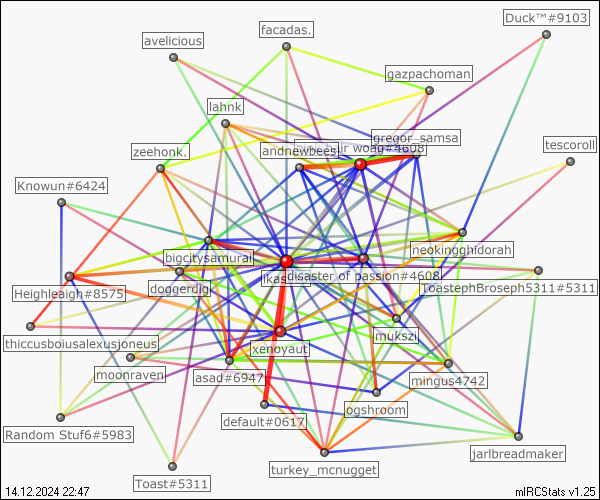 Duck™#9103
facadas.
avelicious
gazpachoman
lahnk
gregor_samsa
woag#4608
andnewbees
zeehonk.
tescoroll
Knowun#6424
bigcitysamurai
neokingghidorah
doggerdigi
ikas
disaster of passion#4608
Heighleaigh#8575
ToastephBroseph5311#5311
thiccusboiusalexusjoneus
xenoyaut
mukszi
moonraven
asad#6947
mingus4742
ogshroom
default#0617
Random Stuf6#5983
jarlbreadmaker
turkey_mcnugget
Toast#5311
14.12.2024 22:47
mIRCStats v1.25